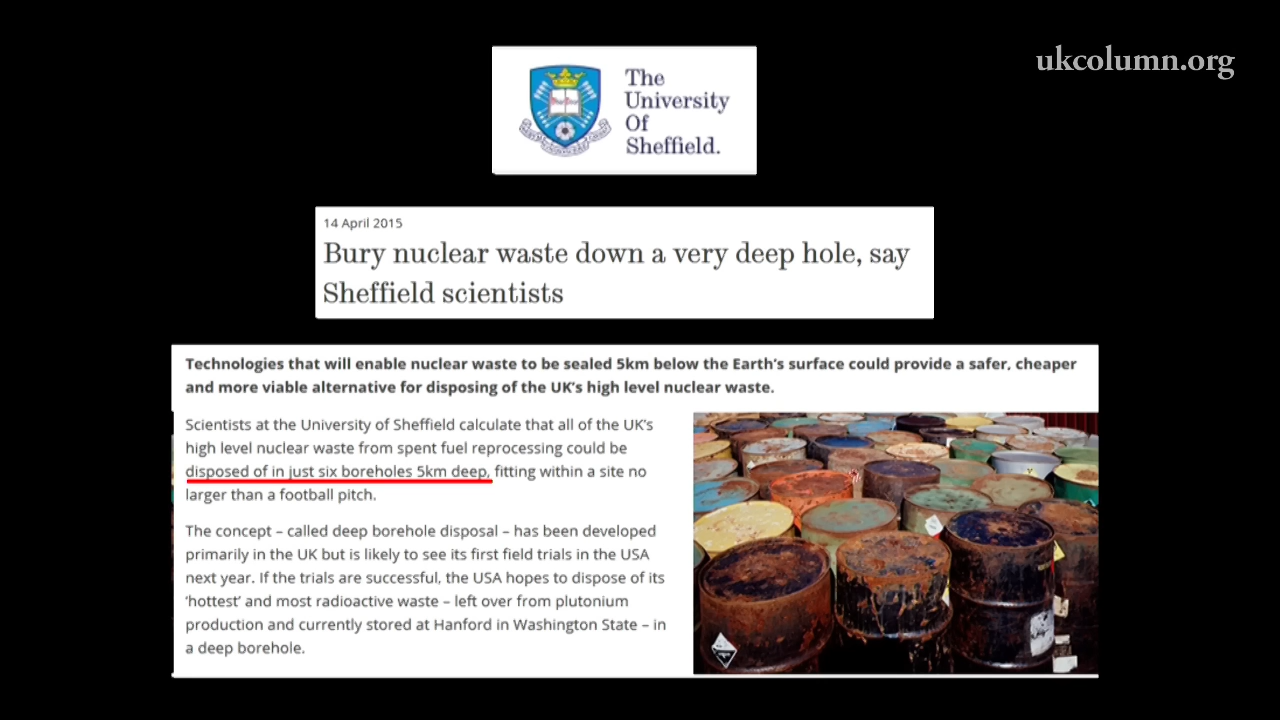 ukcolumn.org
The
University
Of
Sheffield.
14 April 2015
Bury nuclear waste down a very deep hole, say
Sheffield scientists
Technologies that will enable nuclear waste to be sealed 5km below the Earth's surface could provide a safer, cheaper
and more viable alternative for disposing of the UK's high level nuclear waste.
Scientists at the University of Sheffield calculate that all of the UK's
high level nuclear waste from spent fuel reprocessing could be
disposed of in just six boreholes 5km deep, fitting within a site no
larger than a football pitch.
The concept – called deep borehole disposal – has been developed
primarily in the UK but is likely to see its first field trials in the USA
next year. If the trials are successful, the USA hopes to dispose of its
‘hottest’ and most radioactive waste – left over from plutonium
production and currently stored at Hanford in Washington State – in
a deep borehole.